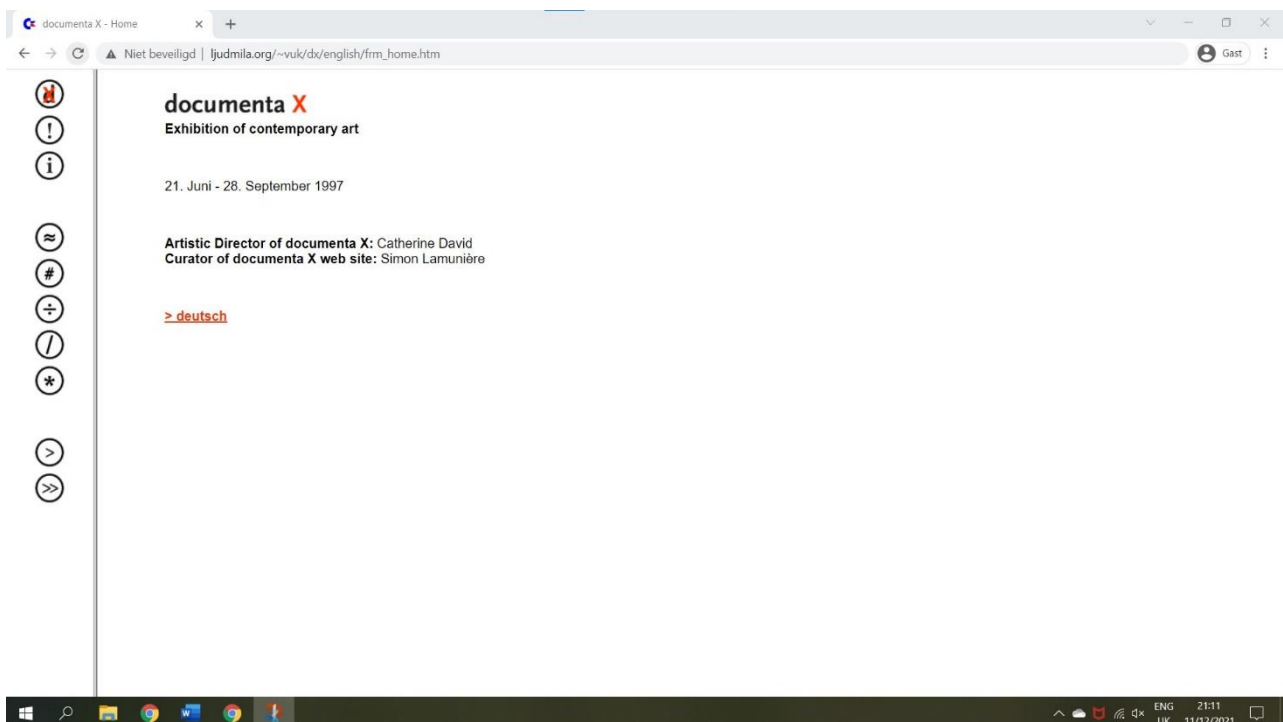 documenta X - Home
Niet beveiligd | ljudmila.org/~vuk/dx/english/frm_home.htm
Gast
d
!
i
≈
#
÷
/
*
>
>>
documenta X
Exhibition of contemporary art
21. Juni - 28. September 1997
Artistic Director of documenta X: Catherine David
Curator of documenta X web site: Simon Lamunière
> deutsch
ENG
UK
21:11
11/12/2021